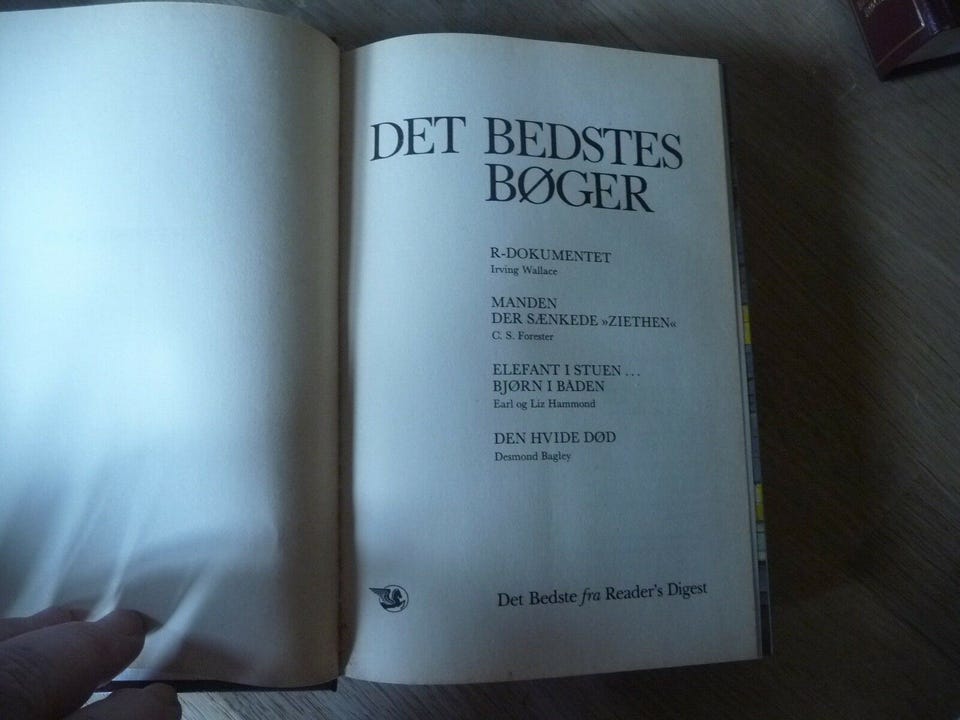 DET BEDSTES
BØGER
R-DOKUMENTET
Irving Wallace
MANDEN
DER SÆNKEDE »ZIETHEN«
C. S. Forester
ELEFANT I STUEN ...
BJØRN I BÅDEN
Earl og Liz Hammond
DEN HVIDE DØD
Desmond Bagley
Det Bedste fra Reader's Digest